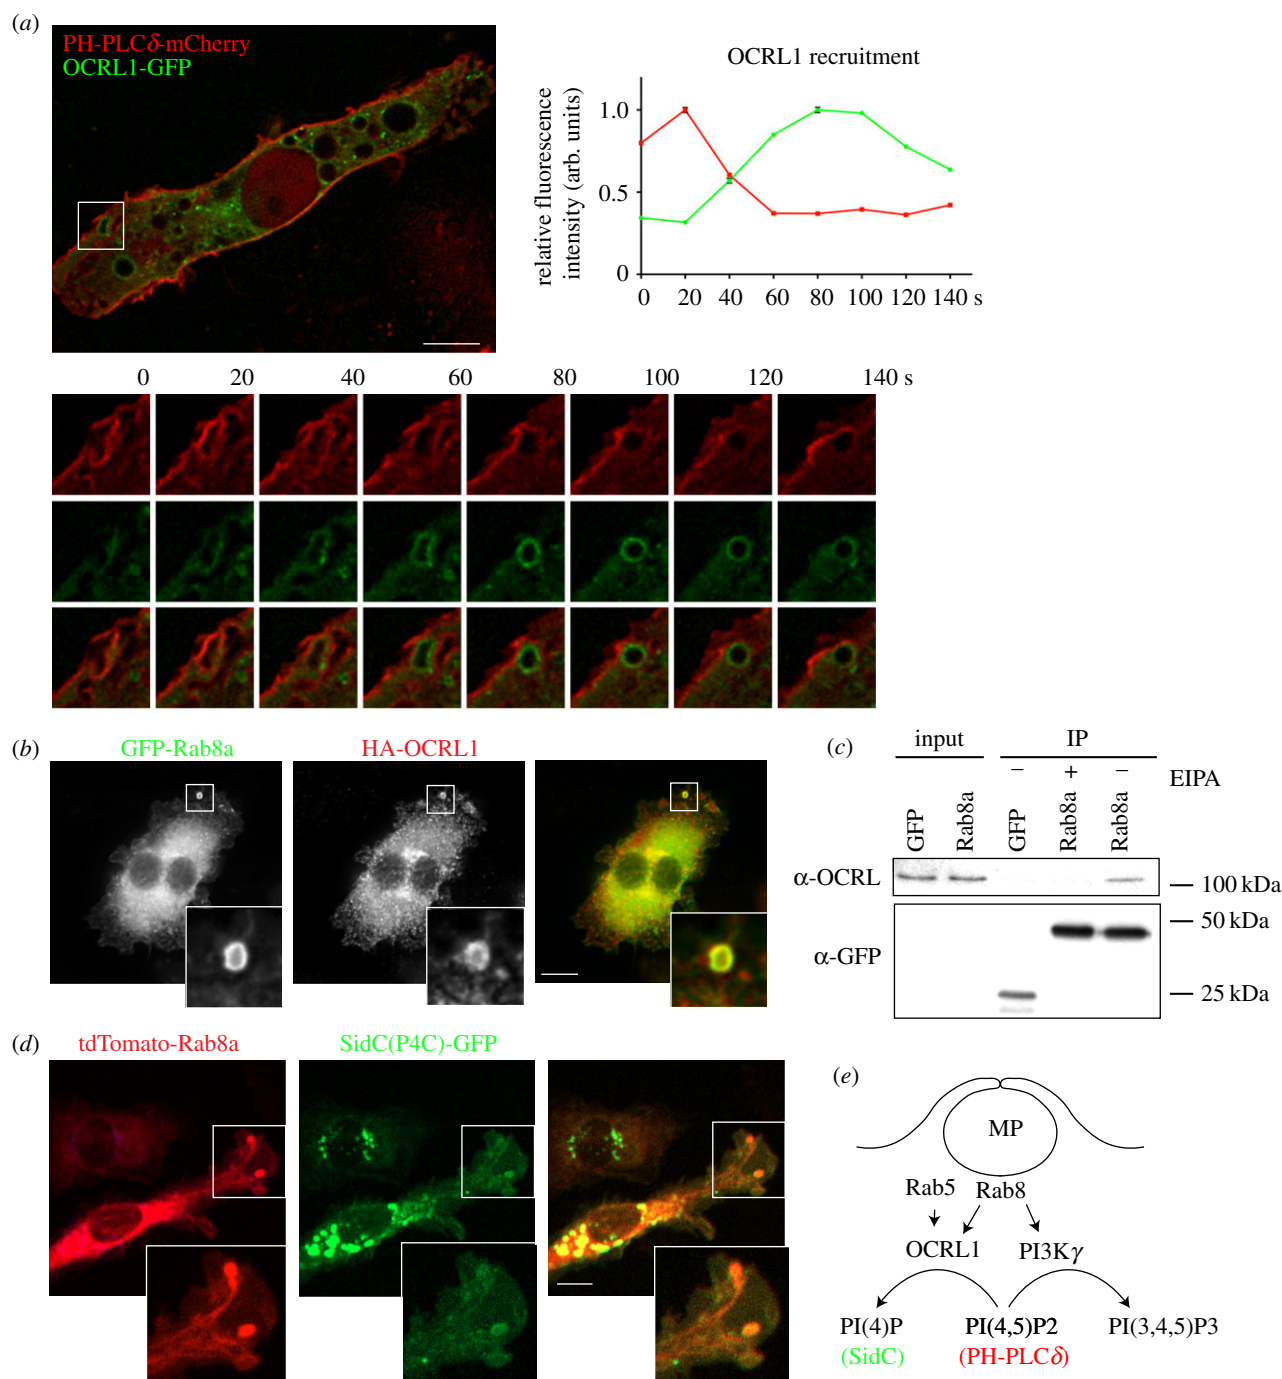 (a)
PH-PLCδ-mCherry
OCRL1-GFP
OCRL1 recruitment
relative fluorescence
intensity (arb. units)
1.0
0.5
0
0 20 40 60 80 100 120 140 s
0 20 40 60 80 100 120 140 s
(b)
GFP-Rab8a HA-OCRL1
(c)
input IP
– + – EIPA
GFP Rab8a GFP Rab8a Rab8a
α-OCRL
100 kDa
50 kDa
α-GFP
25 kDa
(d)
tdTomato-Rab8a SidC(P4C)-GFP
(e)
MP
Rab5 Rab8
OCRL1 PI3Kγ
PI(4)P PI(4,5)P2 PI(3,4,5)P3
(SidC) (PH-PLCδ)